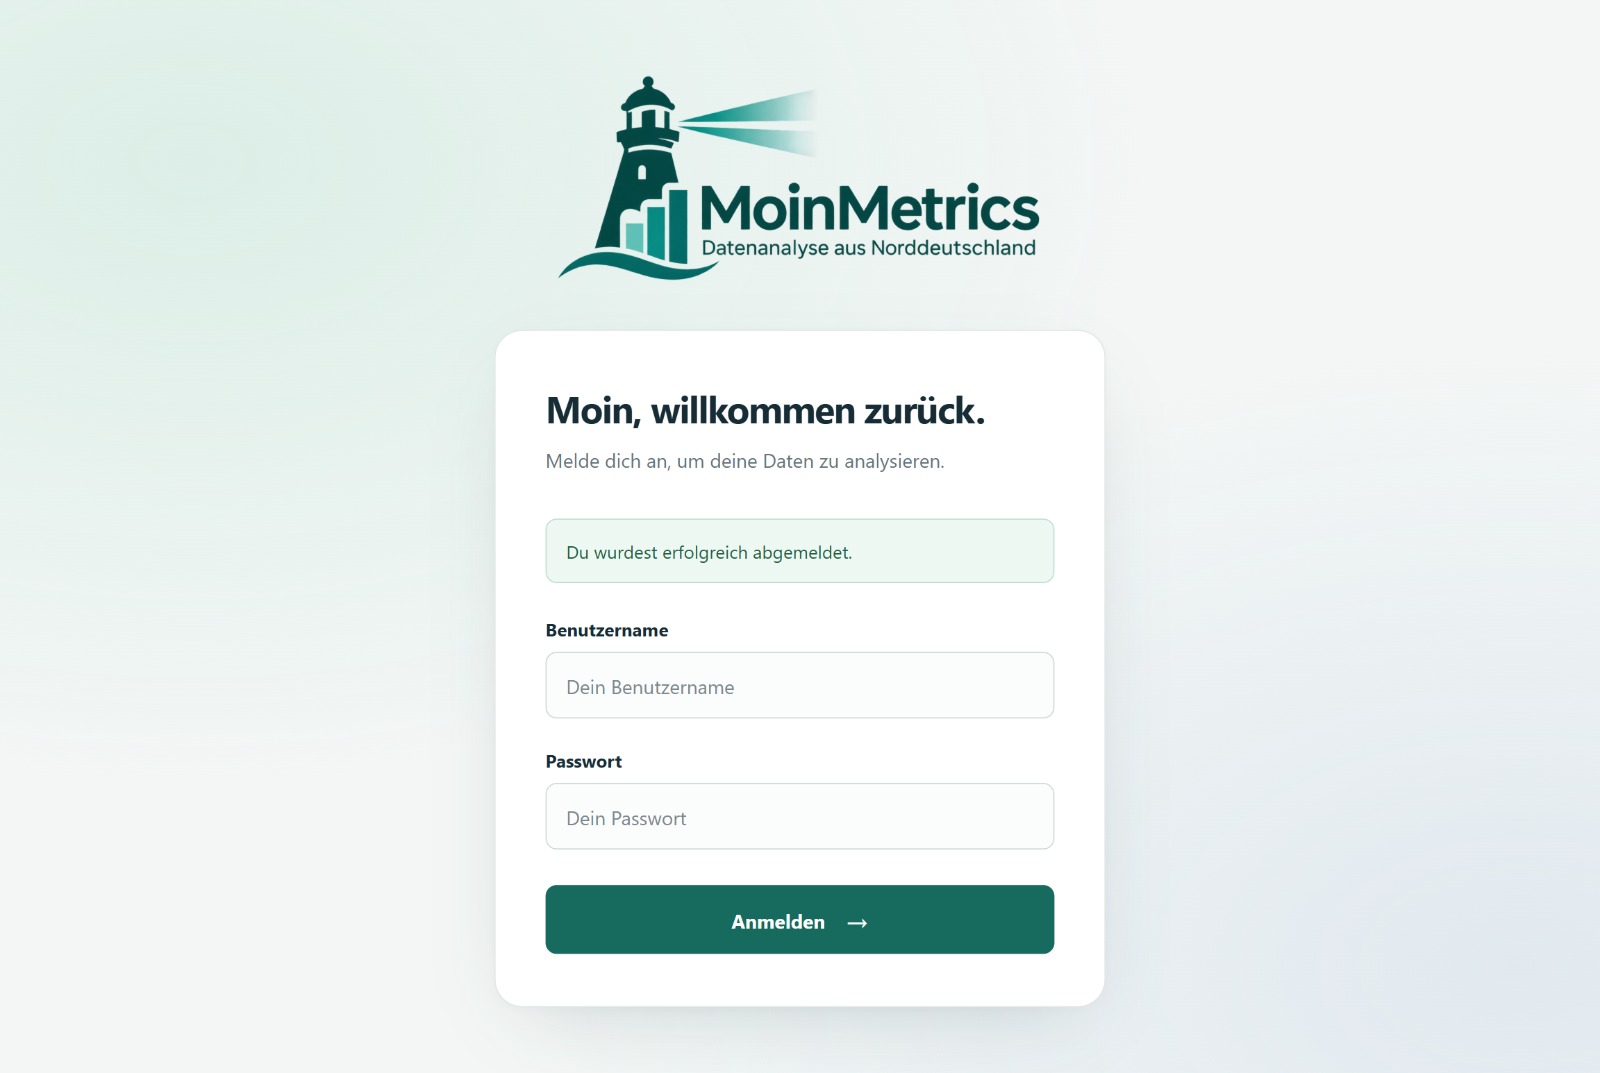 MoinMetrics
Datenanalyse aus Norddeutschland
Moin, willkommen zurück.
Melde dich an, um deine Daten zu analysieren.
Du wurdest erfolgreich abgemeldet.
Benutzername
Dein Benutzername
Passwort
Dein Passwort
Anmelden →